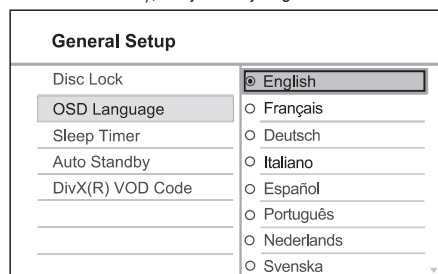 General Setup
Disc Lock
OSD Language
Sleep Timer
Auto Standby
DivX(R) VOD Code
English
Français
Deutsch
Italiano
Español
Português
Nederlands
Svenska